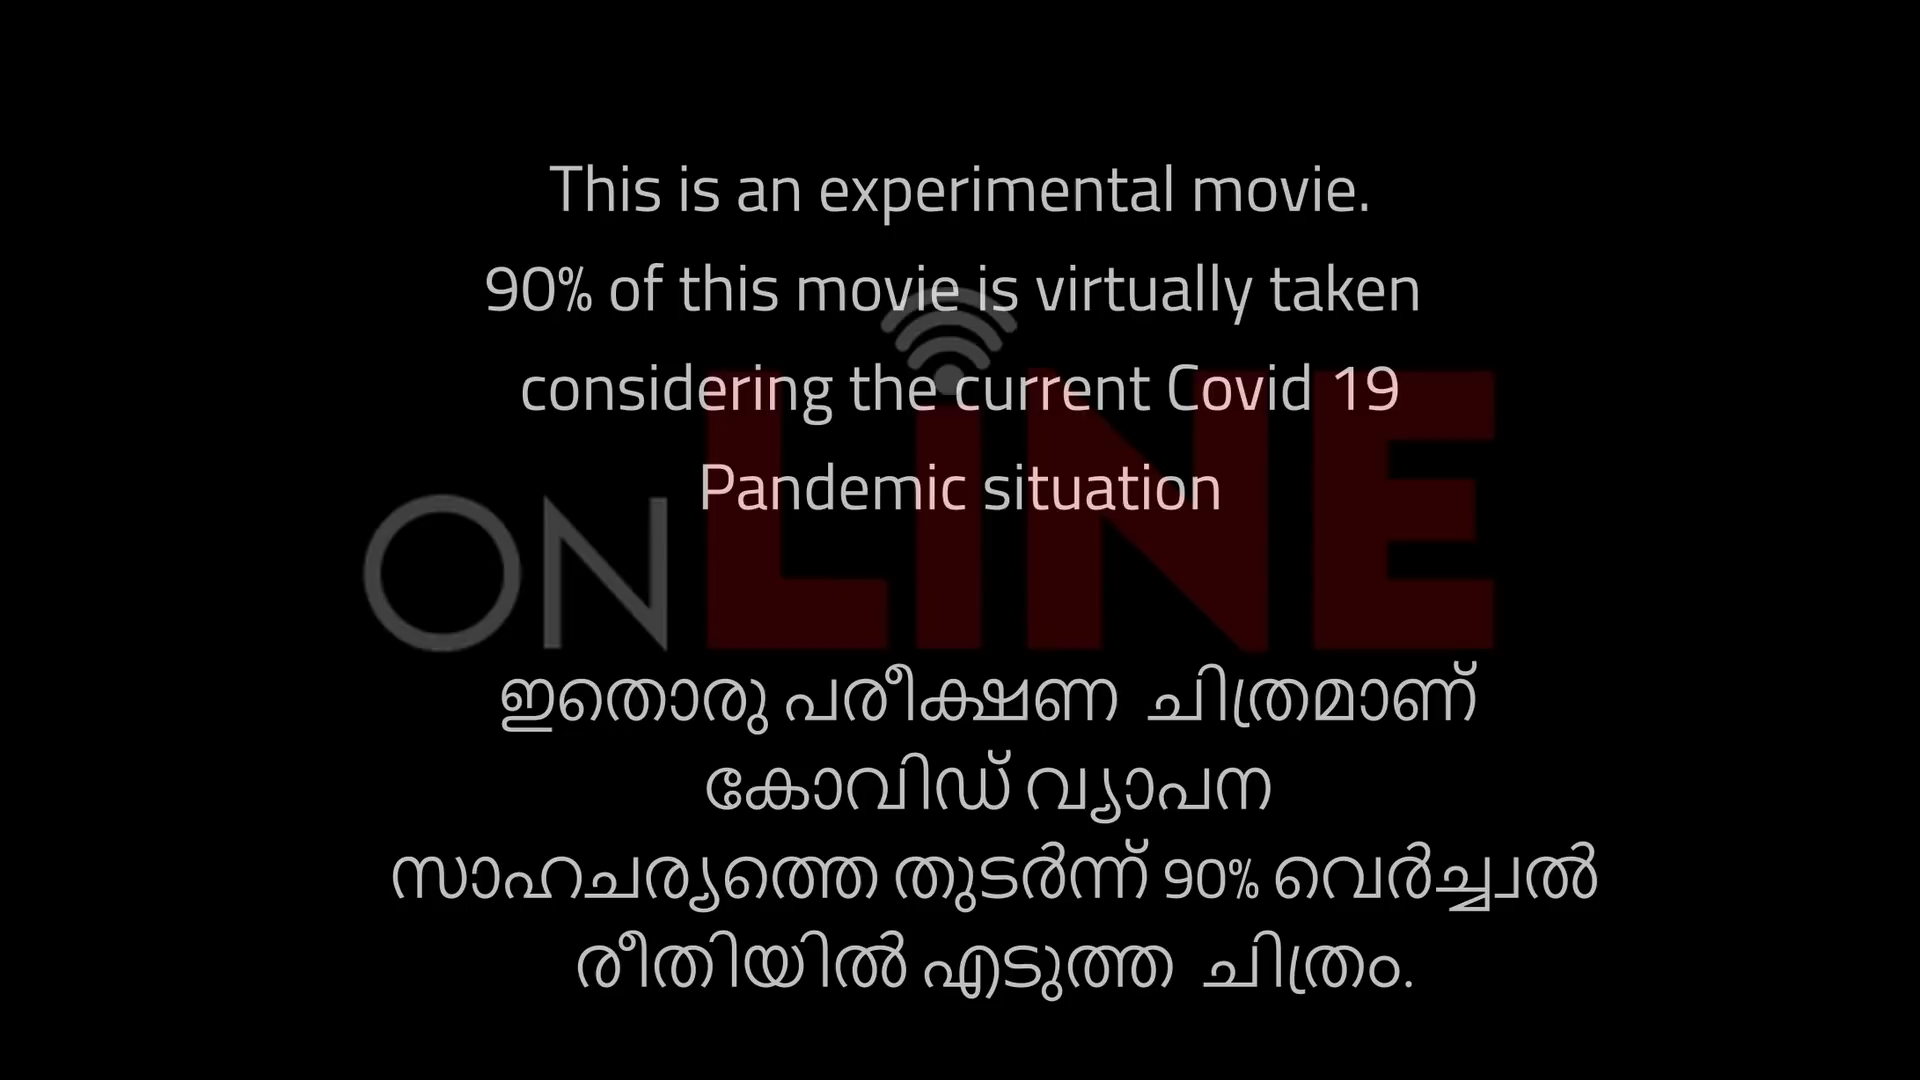 This is an experimental movie.
90% of this movie is virtually taken
considering the current Covid 19
Pandemic situation
ONLINE
ഇതൊരു പരീക്ഷണ ചിത്രമാണ്
കോവിഡ് വ്യാപന
സാഹചര്യത്തെ തുടർന്ന് 90% വെർച്ച്വൽ
രീതിയിൽ എടുത്ത ചിത്രം.